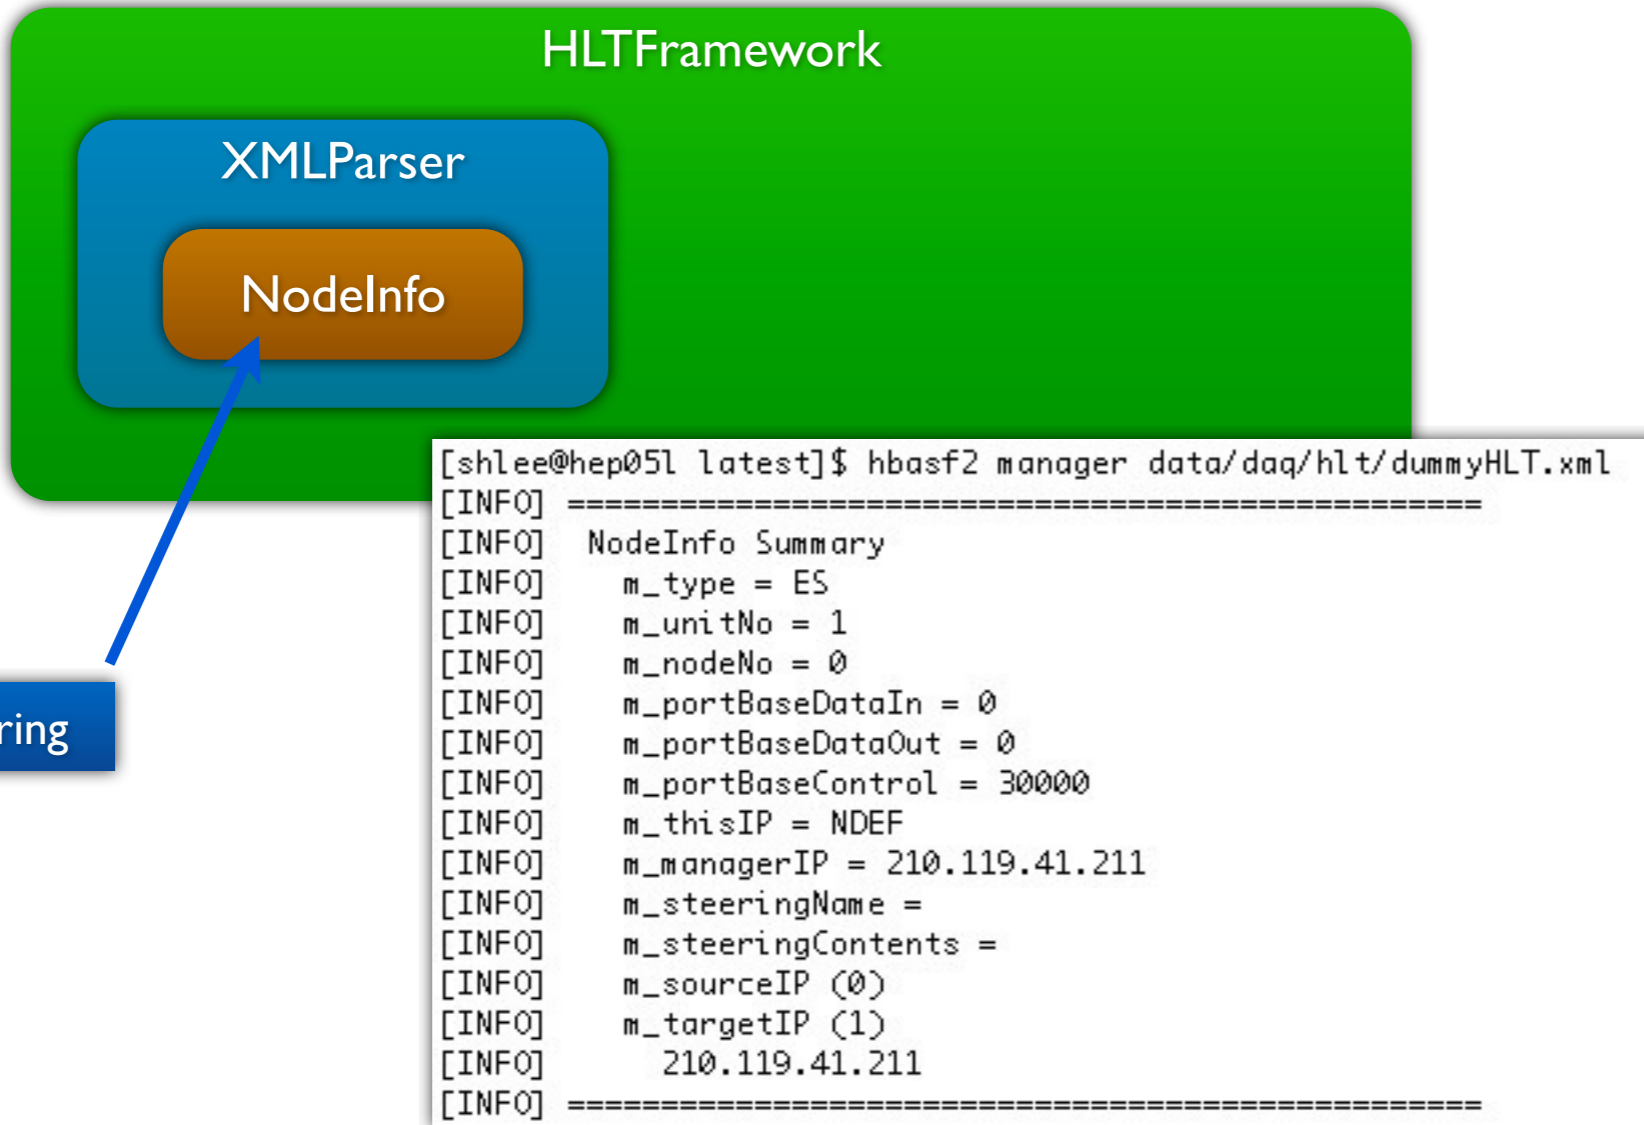 HLTFramework
XMLParser
NodeInfo
ring
[shlee@hep05l latest]$ hbasf2 manager data/daq/hlt/dummyHLT.xml
[INFO] =================================================
[INFO]  NodeInfo Summary
[INFO]    m_type = ES
[INFO]    m_unitNo = 1
[INFO]    m_nodeNo = 0
[INFO]    m_portBaseDataIn = 0
[INFO]    m_portBaseDataOut = 0
[INFO]    m_portBaseControl = 30000
[INFO]    m_thisIP = NDEF
[INFO]    m_managerIP = 210.119.41.211
[INFO]    m_steeringName =
[INFO]    m_steeringContents =
[INFO]    m_sourceIP (0)
[INFO]    m_targetIP (1)
[INFO]      210.119.41.211
[INFO] =================================================